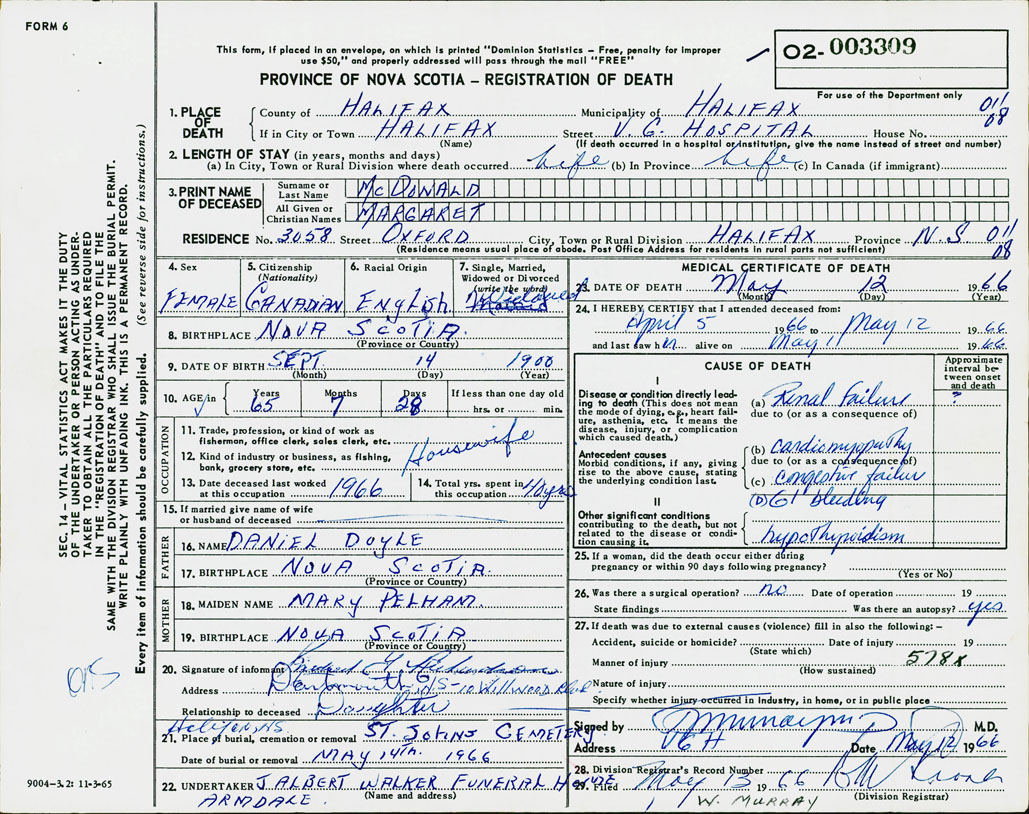 FORM 6
This form, if placed in an envelope, on which is printed "Dominion Statistics – Free, penalty for improper
use $50," and properly addressed will pass through the mail "FREE"
02- 003309
PROVINCE OF NOVA SCOTIA – REGISTRATION OF DEATH
For use of the Department only
1. PLACE OF DEATH
County of HALIFAX Municipality of HALIFAX 011
08
If in City or Town HALIFAX Street V. G. HOSPITAL House No.
(Name) (If death occurred in a hospital or institution, give the name instead of street and number)
2. LENGTH OF STAY (in years, months and days)
(a) In City, Town or Rural Division where death occurred Life (b) In Province Life (c) In Canada (if immigrant)
3. PRINT NAME OF DECEASED
Surname or Last Name McDONALD
All Given or Christian Names MARGARET
RESIDENCE No. 3058 Street OXFORD City, Town or Rural Division HALIFAX Province N.S 011
08
(Residence means usual place of abode. Post Office Address for residents in rural parts not sufficient)
4. Sex
FEMALE
5. Citizenship
(Nationality)
CANADIAN
6. Racial Origin
English
7. Single, Married,
Widowed or Divorced
(write the word)
Widowed
8. BIRTHPLACE NOVA SCOTIA.
(Province or Country)
9. DATE OF BIRTH SEPT 14 1900
(Month) (Day) (Year)
10. AGE in Years Months Days If less than one day old
65 7 28 hrs. or min.
OCCUPATION
11. Trade, profession, or kind of work as
fisherman, office clerk, sales clerk, etc.
Housewife
12. Kind of industry or business, as fishing,
bank, grocery store, etc.
13. Date deceased last worked
at this occupation 1966
14. Total yrs. spent in
this occupation 40 yrs
15. If married give name of wife
or husband of deceased
FATHER
16. NAME DANIEL DOYLE
17. BIRTHPLACE NOVA SCOTIA.
(Province or Country)
MOTHER
18. MAIDEN NAME MARY PELHAM.
19. BIRTHPLACE NOVA SCOTIA
(Province or Country)
20. Signature of informant
Address Dartmouth NS – 10 Wellwood Blvd
Relationship to deceased Daughter
Halifax, N.S
21. Place of burial, cremation or removal ST. JOHNS CEMETERY.
Date of burial or removal MAY 14TH. 1966
22. UNDERTAKER J ALBERT WALKER FUNERAL HOME
ARMDALE. (Name and address)
MEDICAL CERTIFICATE OF DEATH
23. DATE OF DEATH May 12 1966
(Month) (Day) (Year)
24. I HEREBY CERTIFY that I attended deceased from:
April 5 1966 to May 12 1966
and last saw her alive on May 11 1966
CAUSE OF DEATH
Approximate
interval be-
tween onset
and death
I
Disease or condition directly lead-
ing to death (This does not mean
the mode of dying, e.g., heart fail-
ure, asthenia, etc. It means the
disease, injury, or complication
which caused death.)
(a) Renal Failure ?
due to (or as a consequence of)
Antecedent causes
Morbid conditions, if any, giving
rise to the above cause, stating
the underlying condition last.
(b) cardiomyopathy
due to (or as a consequence of)
(c) congestive failure
(D) GI bleeding
II
Other significant conditions
contributing to the death, but not
related to the disease or condi-
tion causing it.
hypothyroidism
25. If a woman, did the death occur either during
pregnancy or within 90 days following pregnancy?
(Yes or No)
26. Was there a surgical operation? no Date of operation 19
State findings Was there an autopsy? yes
27. If death was due to external causes (violence) fill in also the following: –
Accident, suicide or homicide? Date of injury 19
(State which)
Manner of injury 578X
(How sustained)
Nature of injury
Specify whether injury occurred in industry, in home, or in public place
Signed by M.D.
Address VGH Date May 12 1966
28. Division Registrar's Record Number
29. Filed May 13 1966
(Division Registrar)
W. MURRAY
SEC. 14 – VITAL STATISTICS ACT MAKES IT THE DUTY
OF THE UNDERTAKER OR PERSON ACTING AS UNDER-
TAKER TO OBTAIN ALL THE PARTICULARS REQUIRED
IN THE "REGISTRATION OF DEATH" AND TO FILE THE
SAME WITH THE DIVISION REGISTRAR WHO SHALL ISSUE THE BURIAL PERMIT.
WRITE PLAINLY WITH UNFADING INK. THIS IS A PERMANENT RECORD.
Every item of information should be carefully supplied. (See reverse side for instructions.)
9004–3.2: 11-3-65